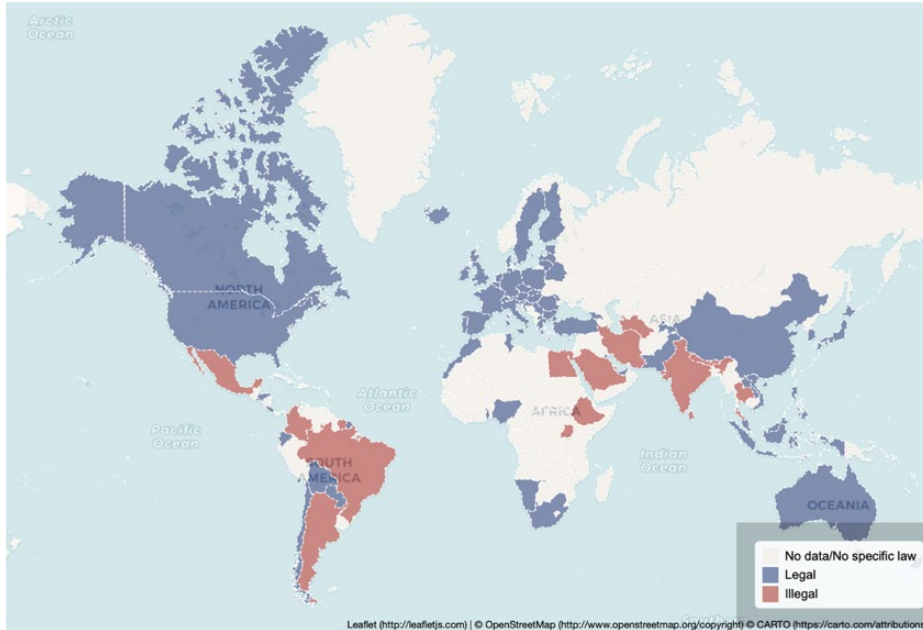 Arctic
Ocean
NORTH
AMERICA
ASIA
Atlantic
Ocean
AFRICA
Pacific
Ocean
Indian
Ocean
SOUTH
AMERICA
OCEANIA
No data/No specific law
Legal
Illegal
Leaflet (http://leafletjs.com) | © OpenStreetMap (http://www.openstreetmap.org/copyright) © CARTO (https://carto.com/attributions